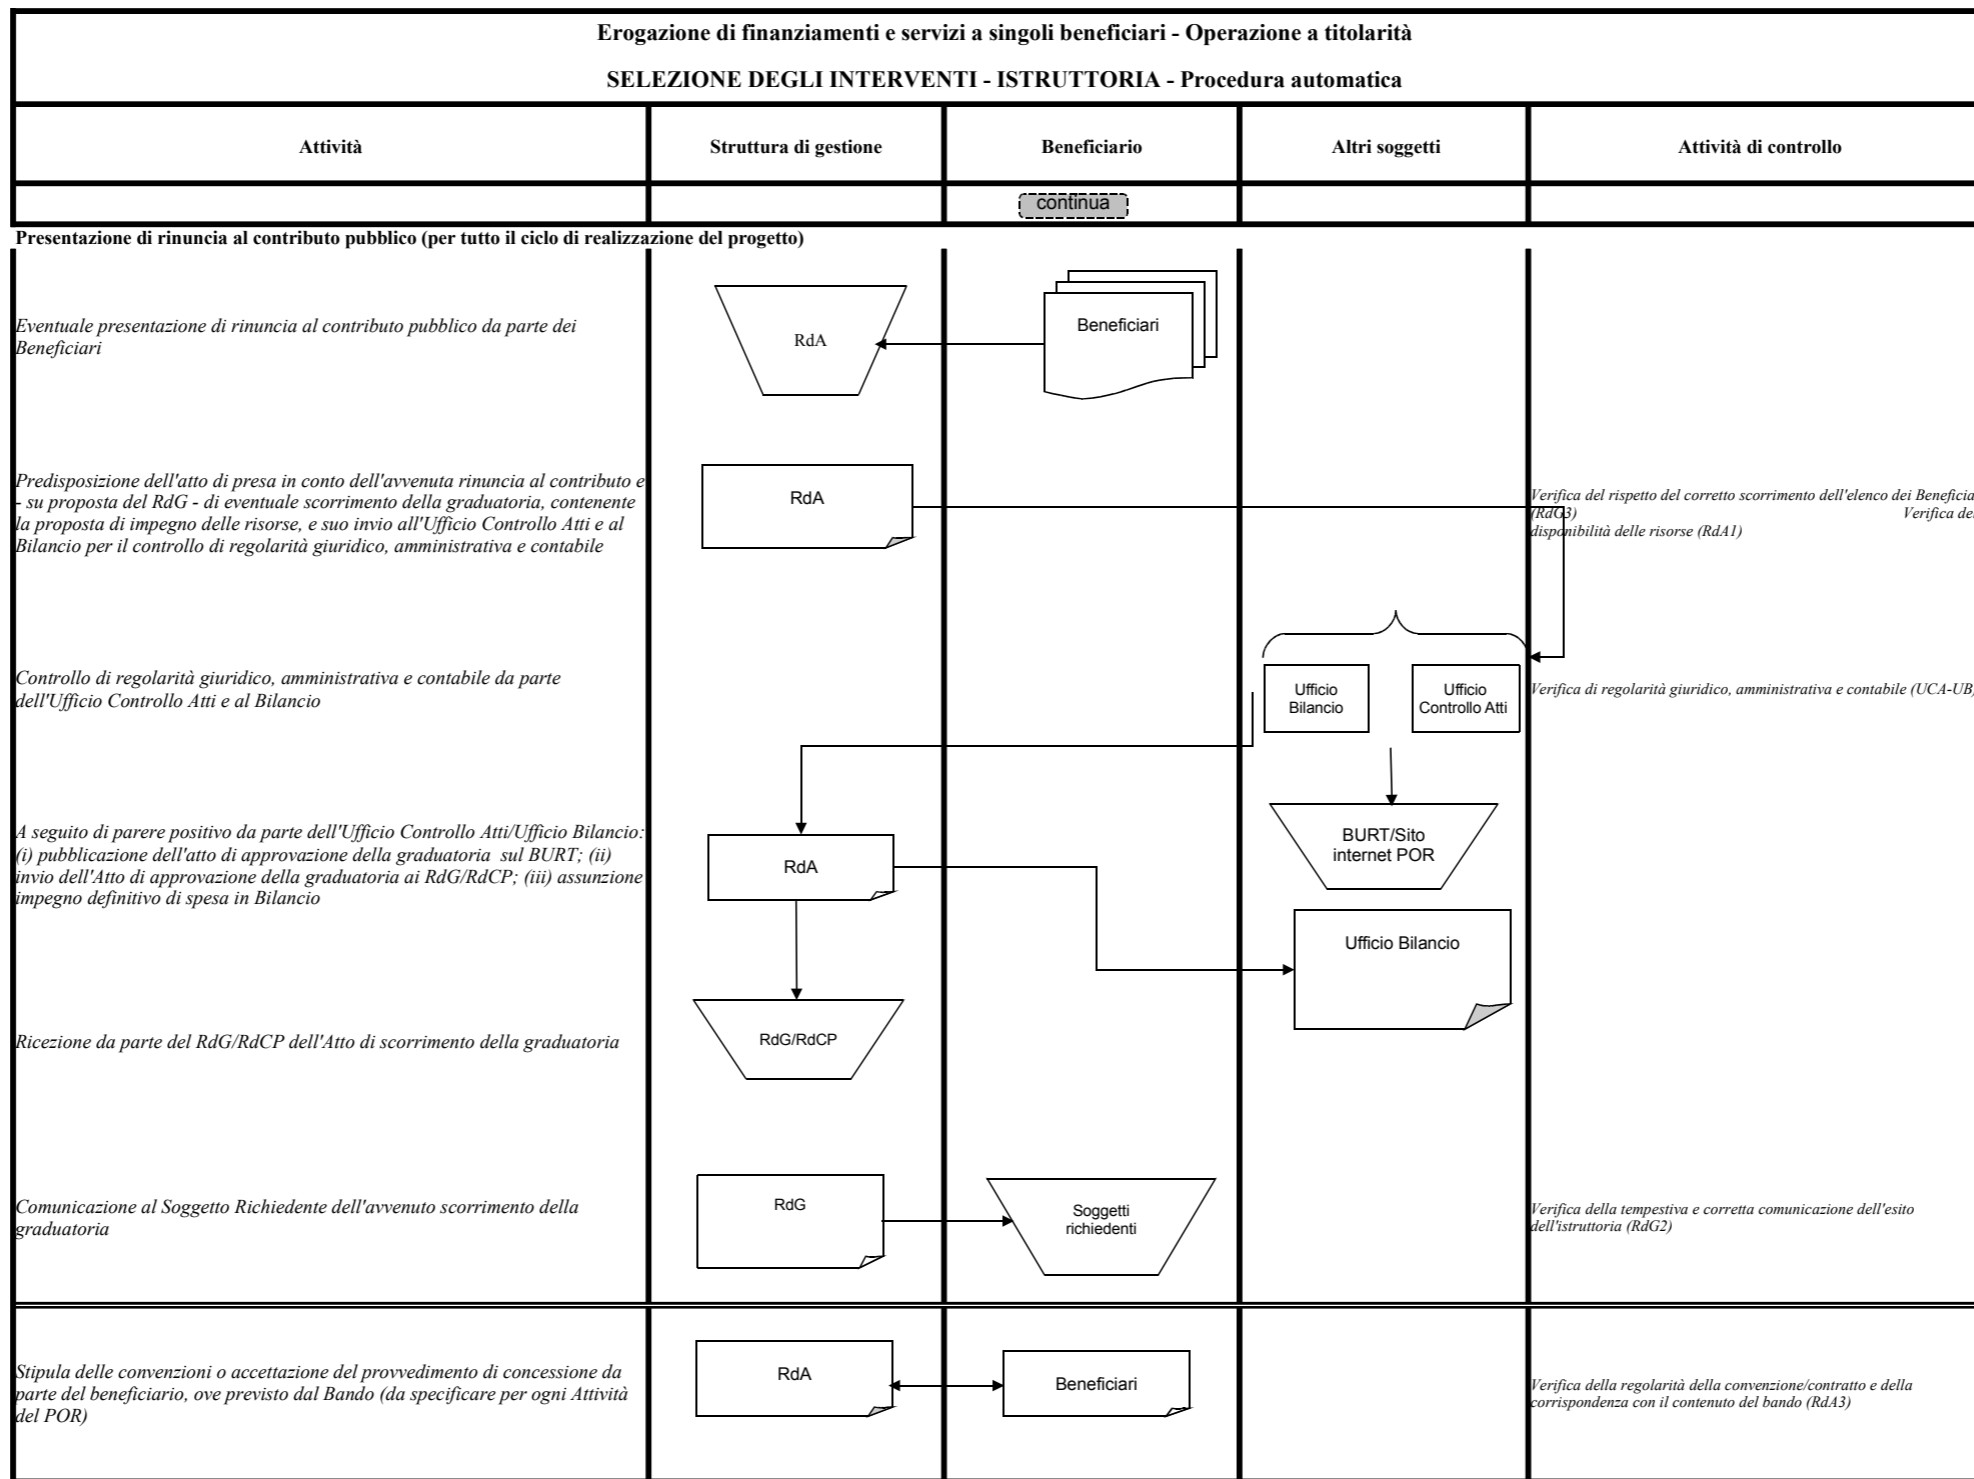 Erogazione di finanziamenti e servizi a singoli beneficiari - Operazione a titolarità
SELEZIONE DEGLI INTERVENTI - ISTRUTTORIA - Procedura automatica
Attività
Struttura di gestione
Beneficiario
Altri soggetti
Attività di controllo
continua
Presentazione di rinuncia al contributo pubblico (per tutto il ciclo di realizzazione del progetto)
Eventuale presentazione di rinuncia al contributo pubblico da parte dei
Beneficiari
RdA
Beneficiari
Predisposizione dell'atto di presa in conto dell'avvenuta rinuncia al contributo e
- su proposta del RdG - di eventuale scorrimento della graduatoria, contenente
la proposta di impegno delle risorse, e suo invio all'Ufficio Controllo Atti e al
Bilancio per il controllo di regolarità giuridico, amministrativa e contabile
RdA
Verifica del rispetto del corretto scorrimento dell'elenco dei
(RdG3) Verifica
disponibilità delle risorse (RdA1)
Controllo di regolarità giuridico, amministrativa e contabile da parte
dell'Ufficio Controllo Atti e al Bilancio
Ufficio
Bilancio
Ufficio
Controllo Atti
Verifica di regolarità giuridico, amministrativa e contabile (UCA-UB)
A seguito di parere positivo da parte dell'Ufficio Controllo Atti/Ufficio Bilancio:
(i) pubblicazione dell'atto di approvazione della graduatoria sul BURT; (ii)
invio dell'Atto di approvazione della graduatoria ai RdG/RdCP; (iii) assunzione
impegno definitivo di spesa in Bilancio
RdA
BURT/Sito
internet POR
Ufficio Bilancio
Ricezione da parte del RdG/RdCP dell'Atto di scorrimento della graduatoria
RdG/RdCP
Comunicazione al Soggetto Richiedente dell'avvenuto scorrimento della
graduatoria
RdG
Soggetti
richiedenti
Verifica della tempestiva e corretta comunicazione dell'esito
dell'istruttoria (RdG2)
Stipula delle convenzioni o accettazione del provvedimento di concessione da
parte del beneficiario, ove previsto dal Bando (da specificare per ogni Attività
del POR)
RdA
Beneficiari
Verifica della regolarità della convenzione/contratto e della
corrispondenza con il contenuto del bando (RdA3)